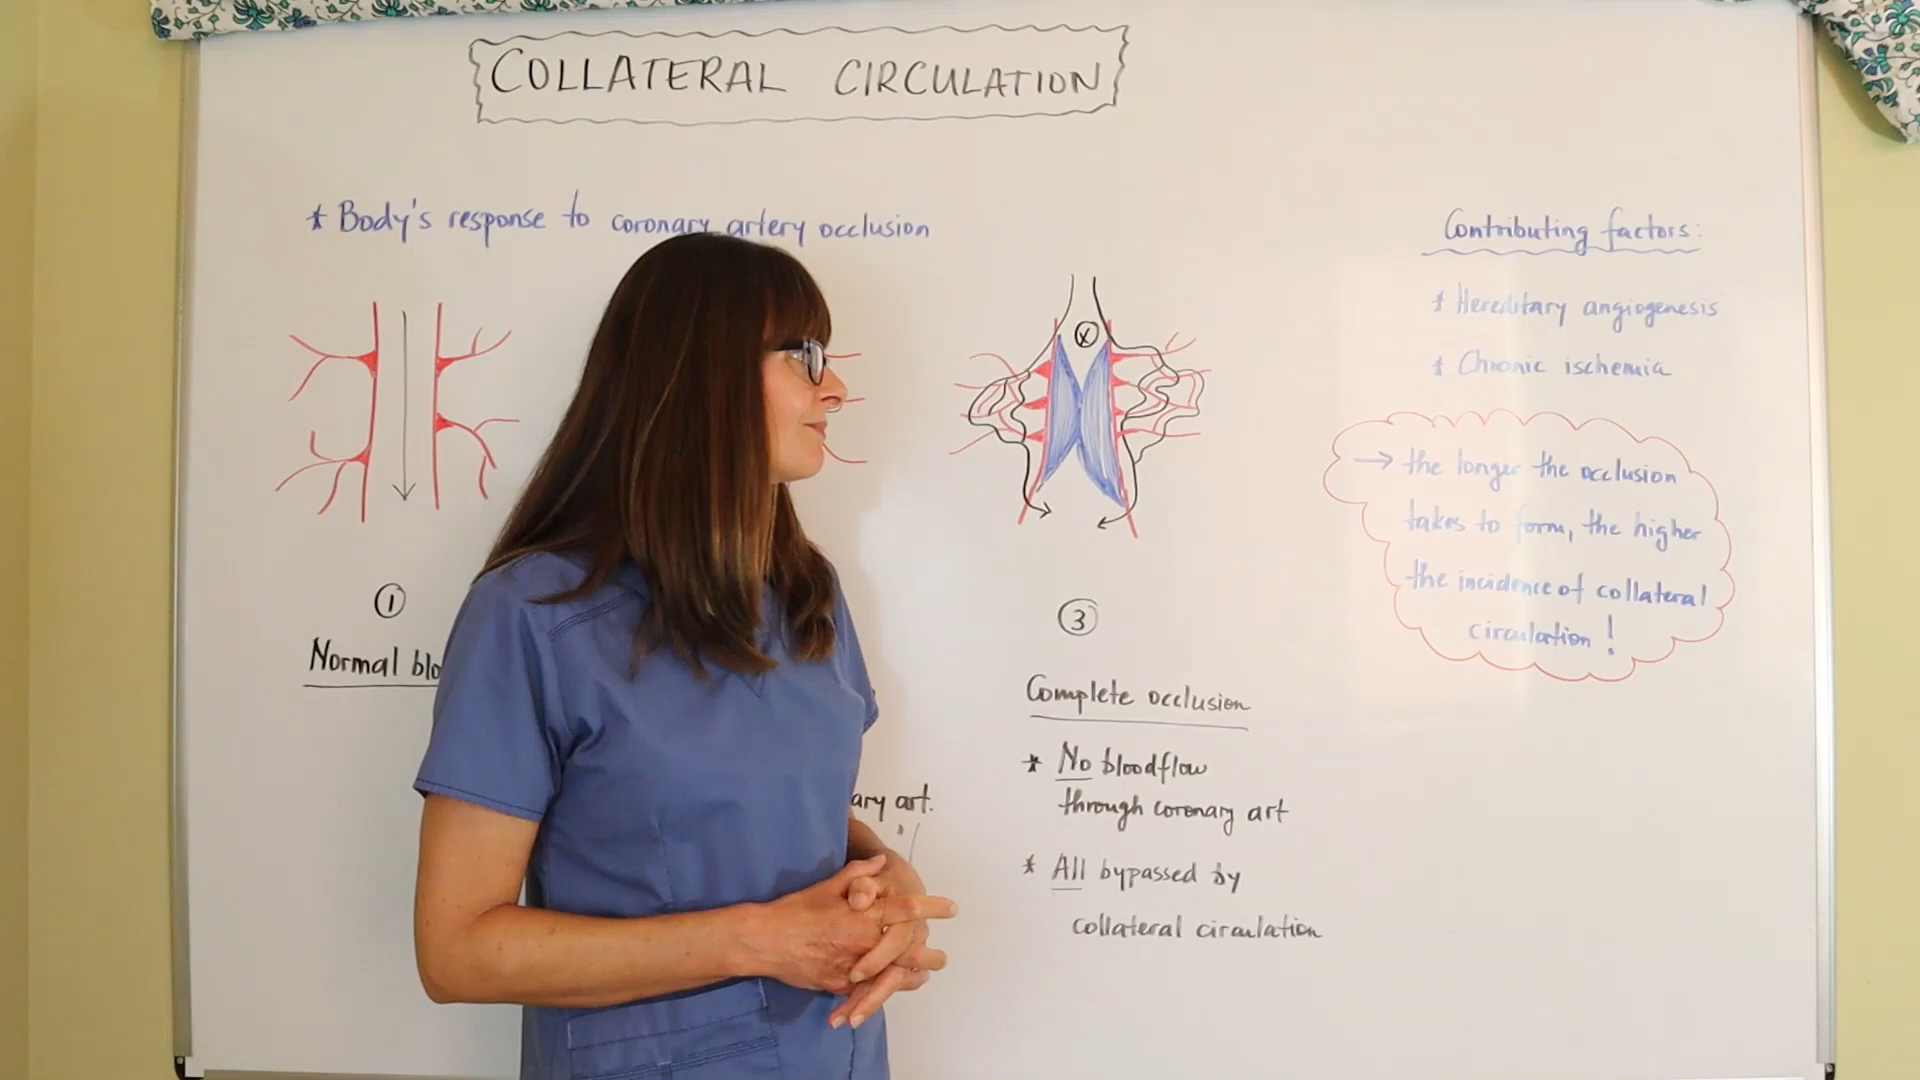 COLLATERAL CIRCULATION
* Body's response to coronary artery occlusion
Contributing factors:
* Hereditary angiogenesis
* Chronic ischemia
→ the longer the occlusion
takes to form, the higher
the incidence of collateral
circulation!
X
1
Normal blo
ary art.
3
Complete occlusion
* No bloodflow
through coronary art
* All bypassed by
collateral circulation